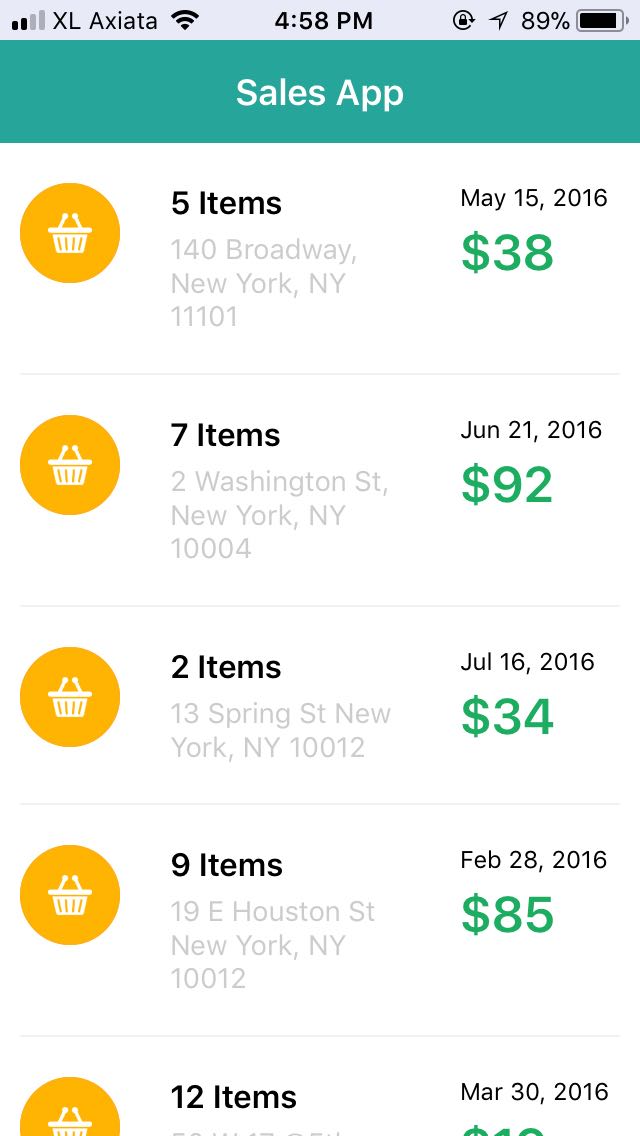 XL Axiata 4:58 PM 89%
Sales App
5 Items
140 Broadway,
New York, NY
11101
May 15, 2016
$38
7 Items
2 Washington St,
New York, NY
10004
Jun 21, 2016
$92
2 Items
13 Spring St New
York, NY 10012
Jul 16, 2016
$34
9 Items
19 E Houston St
New York, NY
10012
Feb 28, 2016
$85
12 Items
Mar 30, 2016